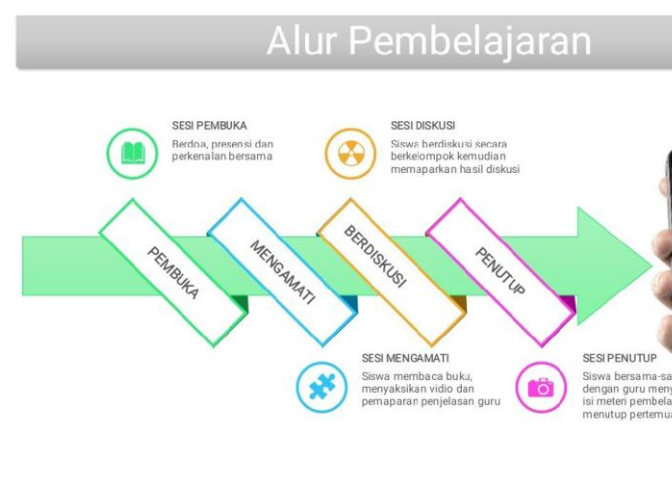 Alur Pembelajaran
SESI PEMBUKA
Berdoa, presensi dan
perkenalan bersama
SESI DISKUSI
Siswa berdiskusi secara
berkelompok kemudian
memaparkan hasil diskusi
PEMBUKA
MENGAMATI
BERDISKUSI
PENUTUP
SESI MENGAMATI
Siswa membaca buku,
menyaksikan vidio dan
pemaparan penjelasan guru
SESI PENUTUP
Siswa bersama-sa
dengan guru meny
isi meteri pembela
menutup pertemua